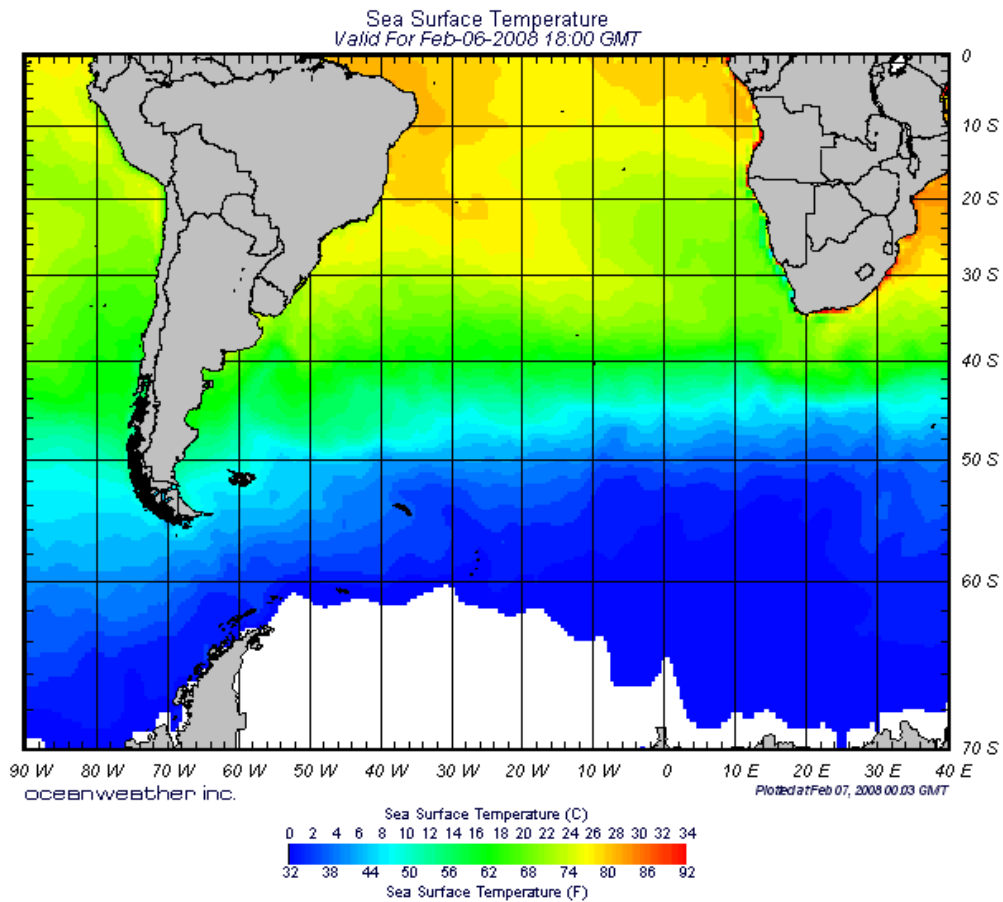 Sea Surface Temperature
Valid For Feb-06-2008 18:00 GMT
0
10 S
20 S
30 S
40 S
50 S
60 S
70 S
90 W 80 W 70 W 60 W 50 W 40 W 30 W 20 W 10 W 0 10 E 20 E 30 E 40 E
oceanweather inc.
Plotted at Feb 07, 2008 00:03 GMT
Sea Surface Temperature (C)
0 2 4 6 8 10 12 14 16 18 20 22 24 26 28 30 32 34
32 38 44 50 56 62 68 74 80 86 92
Sea Surface Temperature (F)